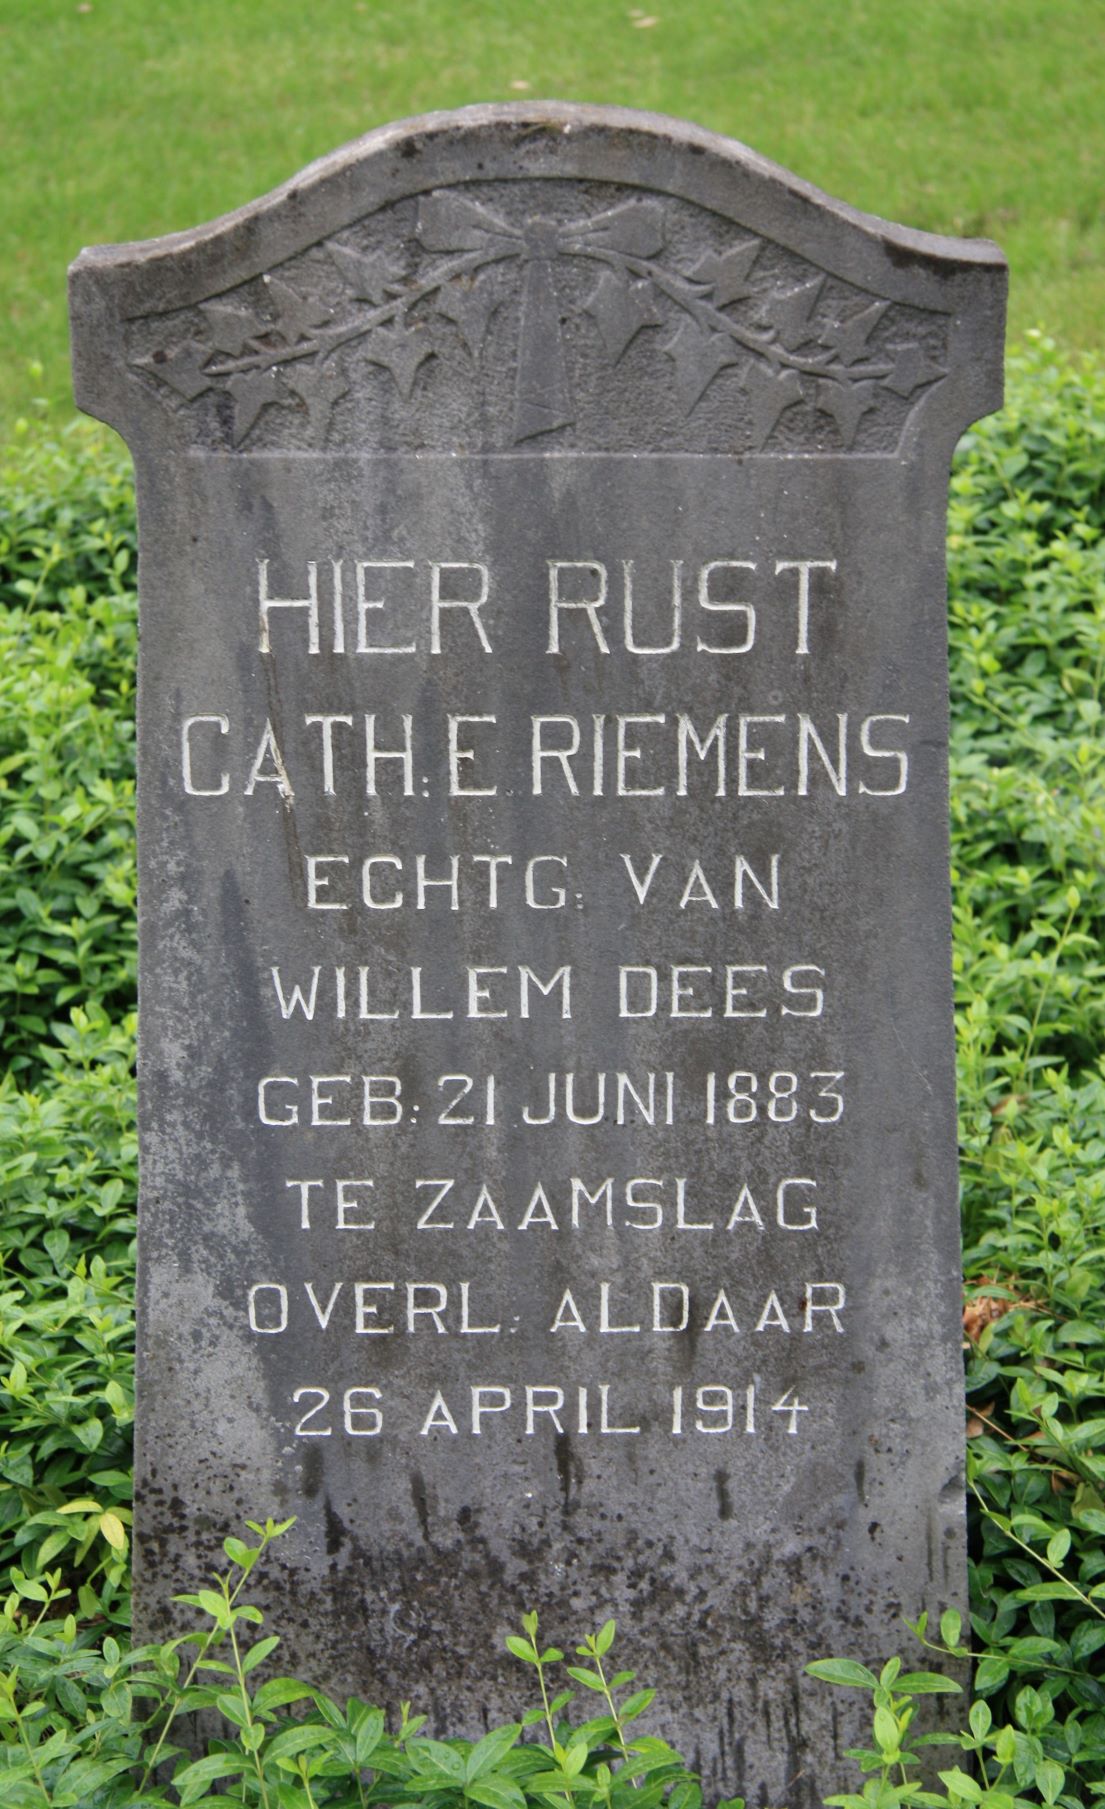 HIER RUST
CATH: E. RIEMENS
ECHTG: VAN
WILLEM DEES
GEB: 21 JUNI 1883
TE ZAAMSLAG
OVERL: ALDAAR
26 APRIL 1914